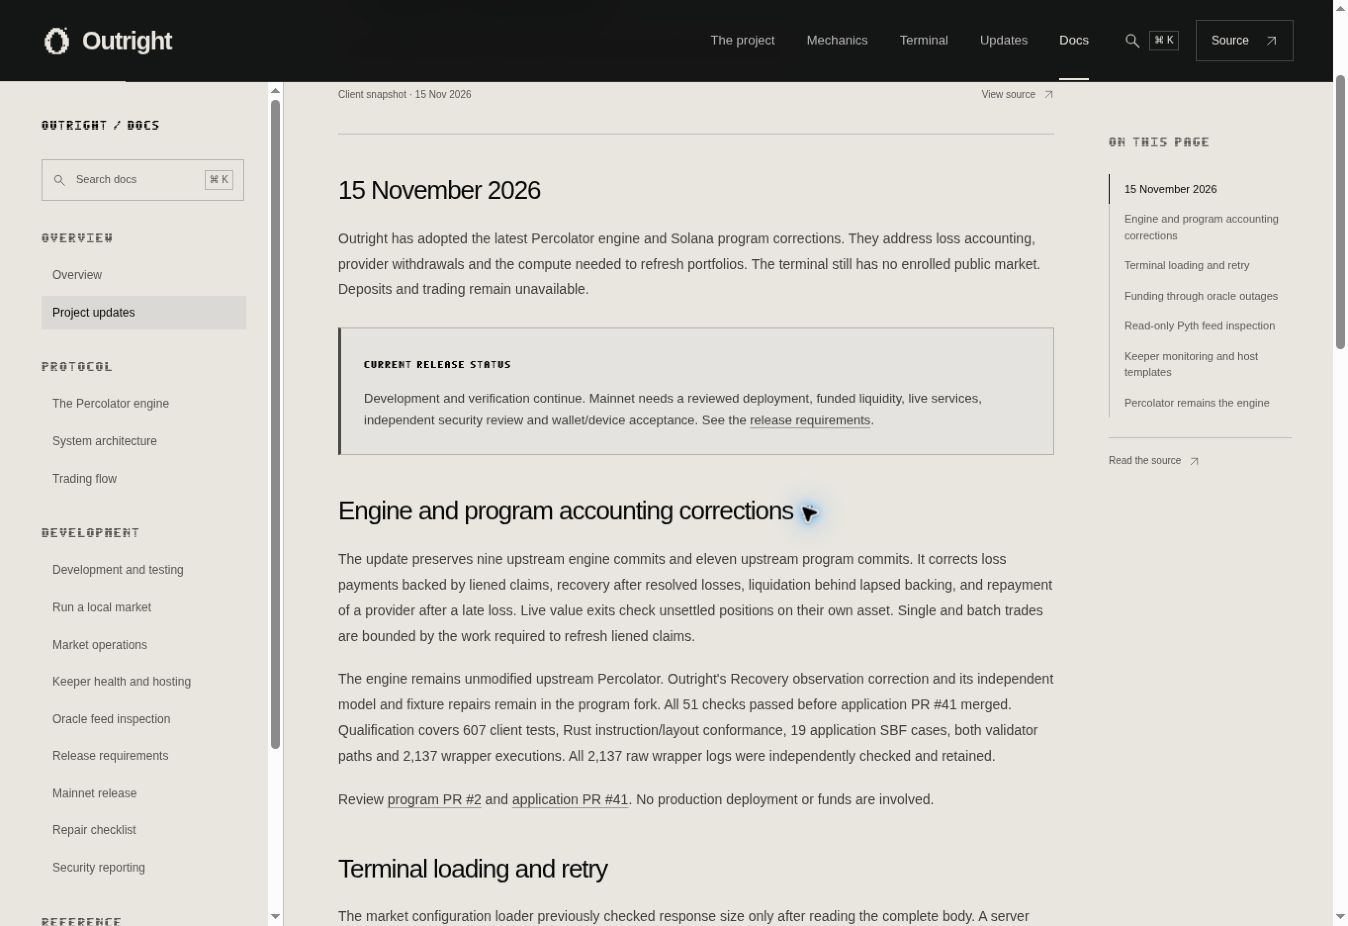 Outright
The project
Mechanics
Terminal
Updates
Docs
⌘ K
Source
OUTRIGHT / DOCS
Search docs
⌘ K
OVERVIEW
Overview
Project updates
PROTOCOL
The Percolator engine
System architecture
Trading flow
DEVELOPMENT
Development and testing
Run a local market
Market operations
Keeper health and hosting
Oracle feed inspection
Release requirements
Mainnet release
Repair checklist
Security reporting
REFERENCE
Client snapshot · 15 Nov 2026
View source
15 November 2026
Outright has adopted the latest Percolator engine and Solana program corrections. They address loss accounting,
provider withdrawals and the compute needed to refresh portfolios. The terminal still has no enrolled public market.
Deposits and trading remain unavailable.
CURRENT RELEASE STATUS
Development and verification continue. Mainnet needs a reviewed deployment, funded liquidity, live services,
independent security review and wallet/device acceptance. See the release requirements.
Engine and program accounting corrections
The update preserves nine upstream engine commits and eleven upstream program commits. It corrects loss
payments backed by liened claims, recovery after resolved losses, liquidation behind lapsed backing, and repayment
of a provider after a late loss. Live value exits check unsettled positions on their own asset. Single and batch trades
are bounded by the work required to refresh liened claims.
The engine remains unmodified upstream Percolator. Outright's Recovery observation correction and its independent
model and fixture repairs remain in the program fork. All 51 checks passed before application PR #41 merged.
Qualification covers 607 client tests, Rust instruction/layout conformance, 19 application SBF cases, both validator
paths and 2,137 wrapper executions. All 2,137 raw wrapper logs were independently checked and retained.
Review program PR #2 and application PR #41. No production deployment or funds are involved.
Terminal loading and retry
The market configuration loader previously checked response size only after reading the complete body. A server
ON THIS PAGE
15 November 2026
Engine and program accounting
corrections
Terminal loading and retry
Funding through oracle outages
Read-only Pyth feed inspection
Keeper monitoring and host
templates
Percolator remains the engine
Read the source